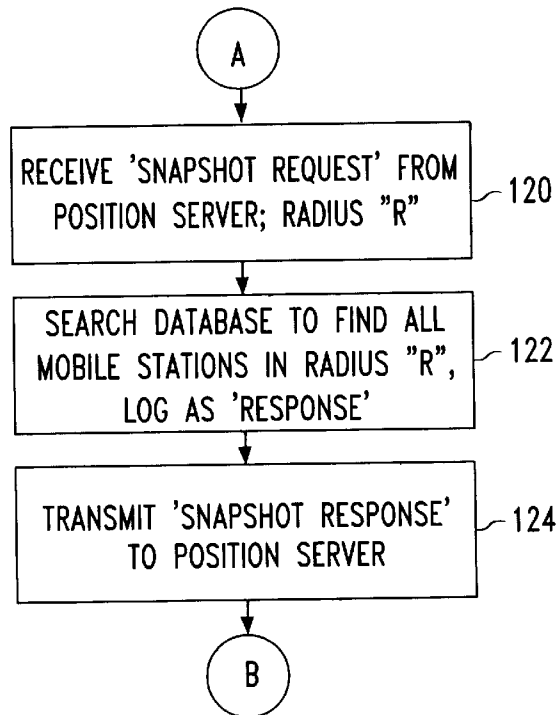 A
RECEIVE 'SNAPSHOT REQUEST' FROM
POSITION SERVER; RADIUS "R"
120
SEARCH DATABASE TO FIND ALL
MOBILE STATIONS IN RADIUS "R",
LOG AS 'RESPONSE'
122
TRANSMIT 'SNAPSHOT RESPONSE'
TO POSITION SERVER
124
B